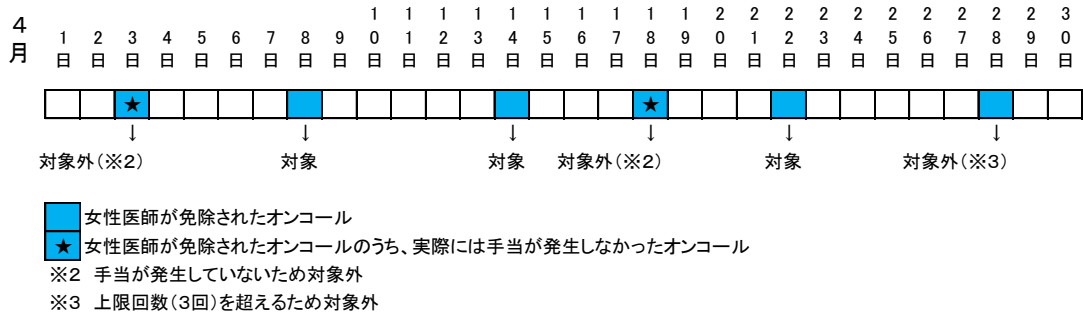 4月 1日 2日 3日 4日 5日 6日 7日 8日 9日 10日 11日 12日 13日 14日 15日 16日 17日 18日 19日 20日 21日 22日 23日 24日 25日 26日 27日 28日 29日 30日
★ ★
↓ ↓ ↓ ↓ ↓ ↓
対象外(※2) 対象 対象 対象外(※2) 対象 対象外(※3)
女性医師が免除されたオンコール
★ 女性医師が免除されたオンコールのうち、実際には手当が発生しなかったオンコール
※2 手当が発生していないため対象外
※3 上限回数(3回)を超えるため対象外